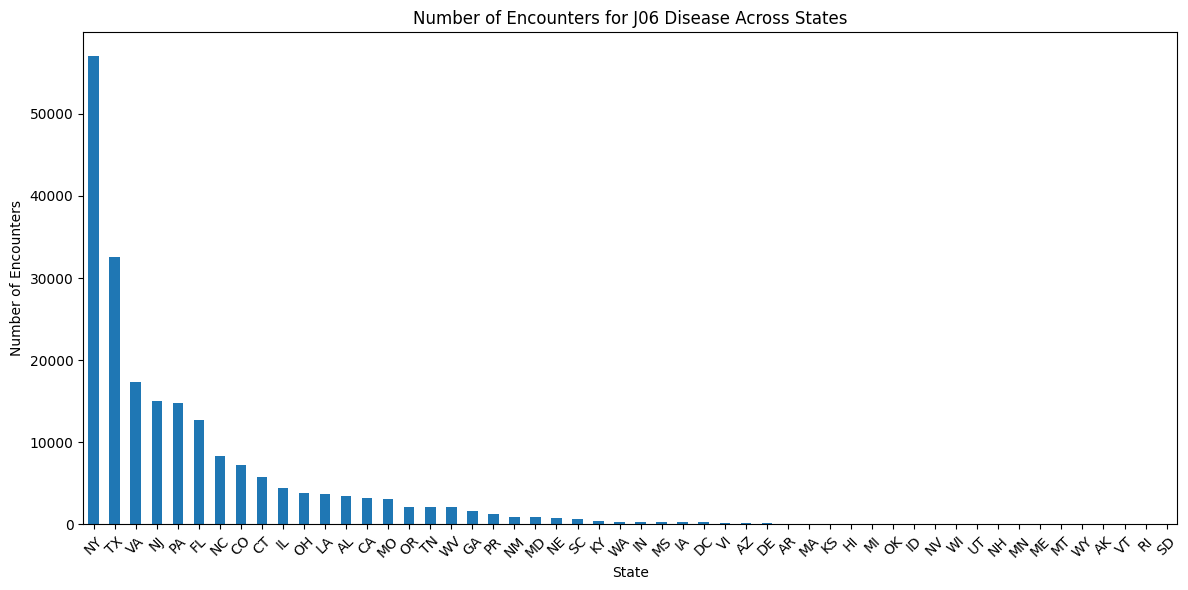 Number of Encounters for J06 Disease Across States
Number of Encounters
50000
40000
30000
20000
10000
0
NY TX VA NJ PA FL NC CO CT IL OH LA AL CA MO OR TN WV GA PR NM MD NE SC KY WA IN MS IA DC VI AZ DE AR MA KS HI MI OK ID NV WI UT NH MN ME MT WY AK VT RI SD
State